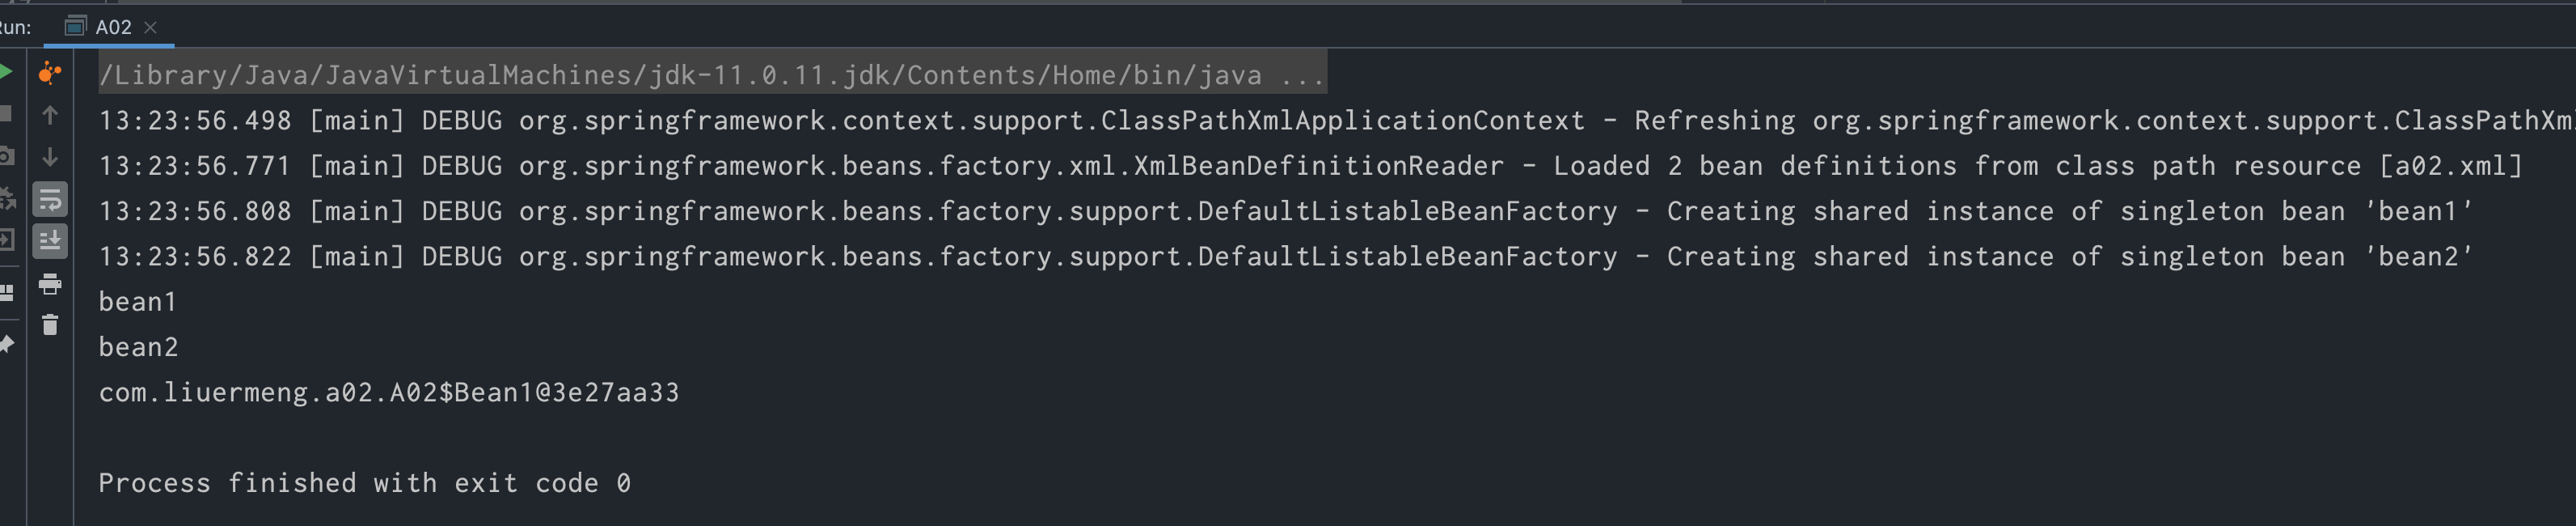 Run: A02
/Library/Java/JavaVirtualMachines/jdk-11.0.11.jdk/Contents/Home/bin/java ...
13:23:56.498 [main] DEBUG org.springframework.context.support.ClassPathXmlApplicationContext - Refreshing org.springframework.context.support.ClassPathXm
13:23:56.771 [main] DEBUG org.springframework.beans.factory.xml.XmlBeanDefinitionReader - Loaded 2 bean definitions from class path resource [a02.xml]
13:23:56.808 [main] DEBUG org.springframework.beans.factory.support.DefaultListableBeanFactory - Creating shared instance of singleton bean 'bean1'
13:23:56.822 [main] DEBUG org.springframework.beans.factory.support.DefaultListableBeanFactory - Creating shared instance of singleton bean 'bean2'
bean1
bean2
com.liuermeng.a02.A02$Bean1@3e27aa33
Process finished with exit code 0